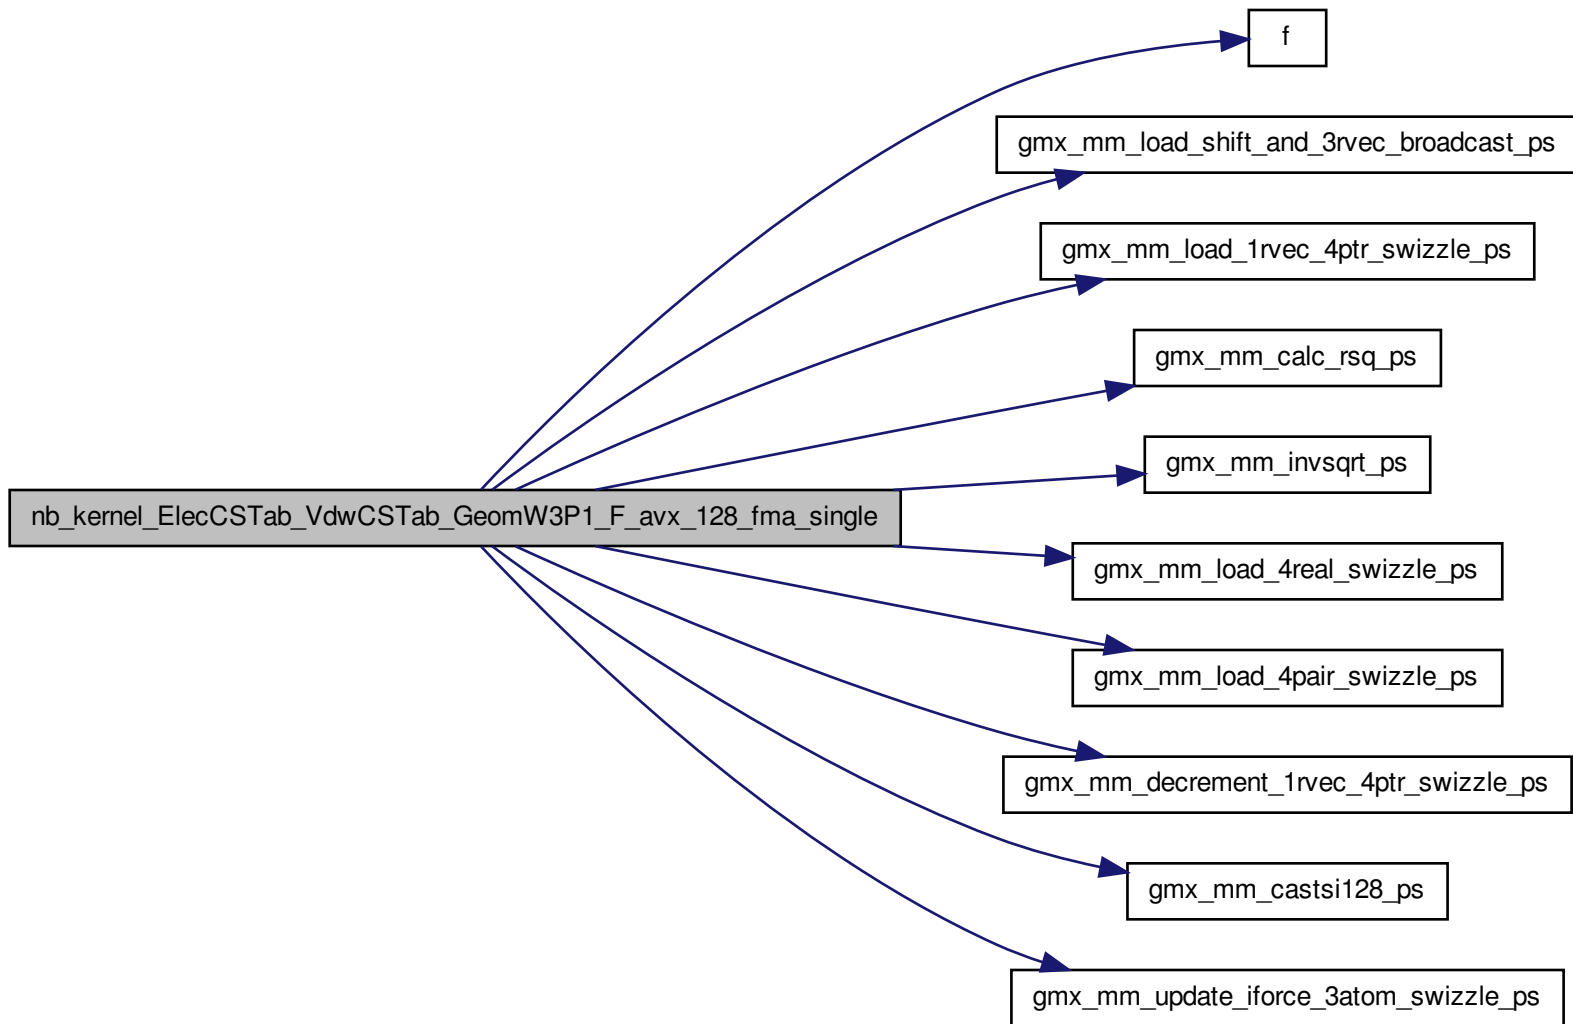 f
gmx_mm_load_shift_and_3rvec_broadcast_ps
gmx_mm_load_1rvec_4ptr_swizzle_ps
gmx_mm_calc_rsq_ps
gmx_mm_invsqrt_ps
nb_kernel_ElecCSTab_VdwCSTab_GeomW3P1_F_avx_128_fma_single
gmx_mm_load_4real_swizzle_ps
gmx_mm_load_4pair_swizzle_ps
gmx_mm_decrement_1rvec_4ptr_swizzle_ps
gmx_mm_castsi128_ps
gmx_mm_update_iforce_3atom_swizzle_ps